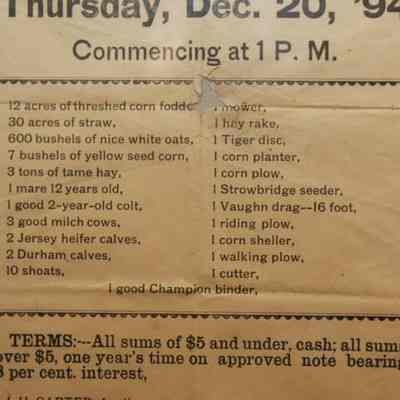 Thursday, Dec. 20, '94
Commencing at 1 P. M.
12 acres of threshed corn fodde
30 acres of straw,
600 bushels of nice white oats,
7 bushels of yellow seed corn,
3 tons of tame hay,
1 mare 12 years old,
1 good 2-year-old colt,
3 good milch cows,
2 Jersey heifer calves,
2 Durham calves,
10 shoats,
1 mower,
1 hay rake,
1 Tiger disc,
1 corn planter,
1 corn plow,
1 Strowbridge seeder,
1 Vaughn drag--16 foot,
1 riding plow,
1 corn sheller,
1 walking plow,
1 cutter,
1 good Champion binder,
TERMS:--All sums of $5 and under, cash; all sums
over $5, one year's time on approved note bearing
8 per cent. interest,